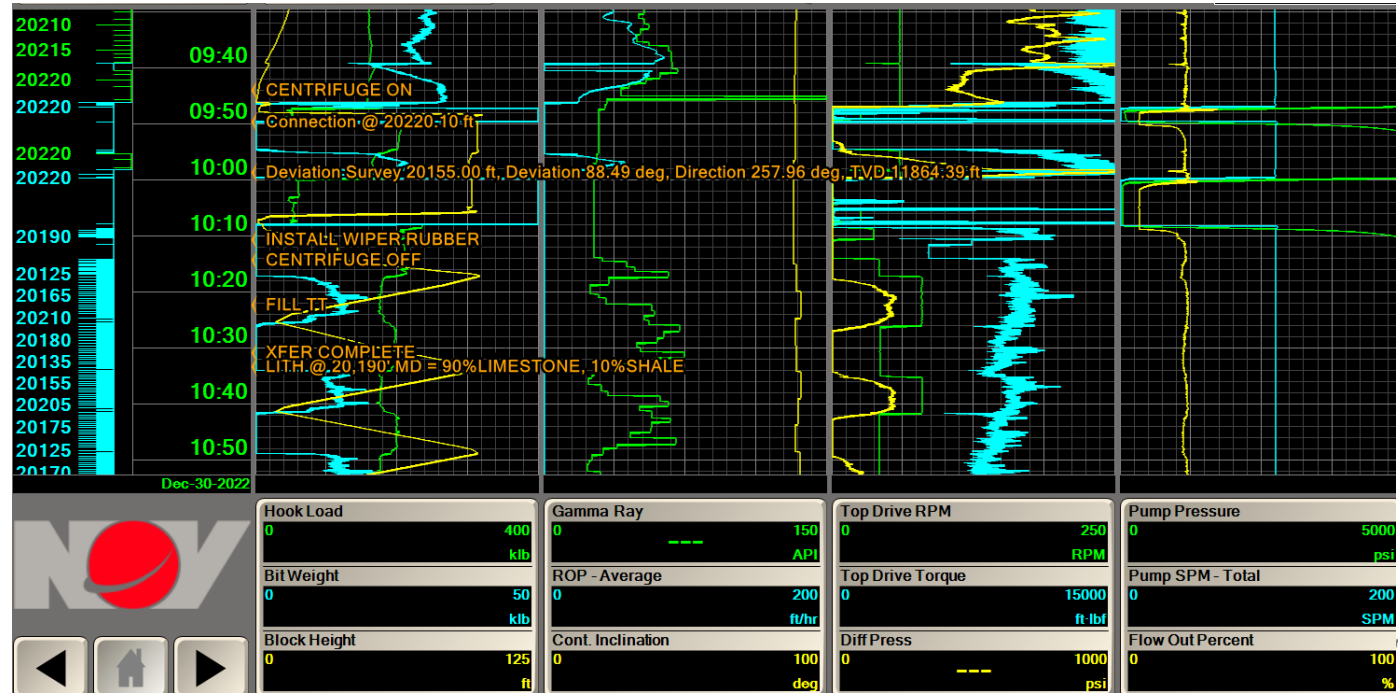 20210
20215
20220
20220
20220
20220
20190
20125
20165
20210
20180
20135
20155
20205
20175
20125
20170
09:40
09:50
10:00
10:10
10:20
10:30
10:40
10:50
Dec-30-2022
CENTRIFUGE ON
Connection @ 20220.10 ft
Deviation Survey 20155.00 ft, Deviation 88.49 deg, Direction 257.96 deg, TVD 11864.39 ft
INSTALL WIPER RUBBER
CENTRIFUGE OFF
FILL TT
XFER COMPLETE
LITH @ 20,190' MD = 90%LIMESTONE, 10%SHALE
NOV
Hook Load
0 400
klb
Bit Weight
0 50
klb
Block Height
0 125
ft
Gamma Ray
0 --- 150
API
ROP - Average
0 200
ft/hr
Cont. Inclination
0 100
deg
Top Drive RPM
0 250
RPM
Top Drive Torque
0 15000
ft·lbf
Diff Press
0 --- 1000
psi
Pump Pressure
0 5000
psi
Pump SPM - Total
0 200
SPM
Flow Out Percent
0 100
%